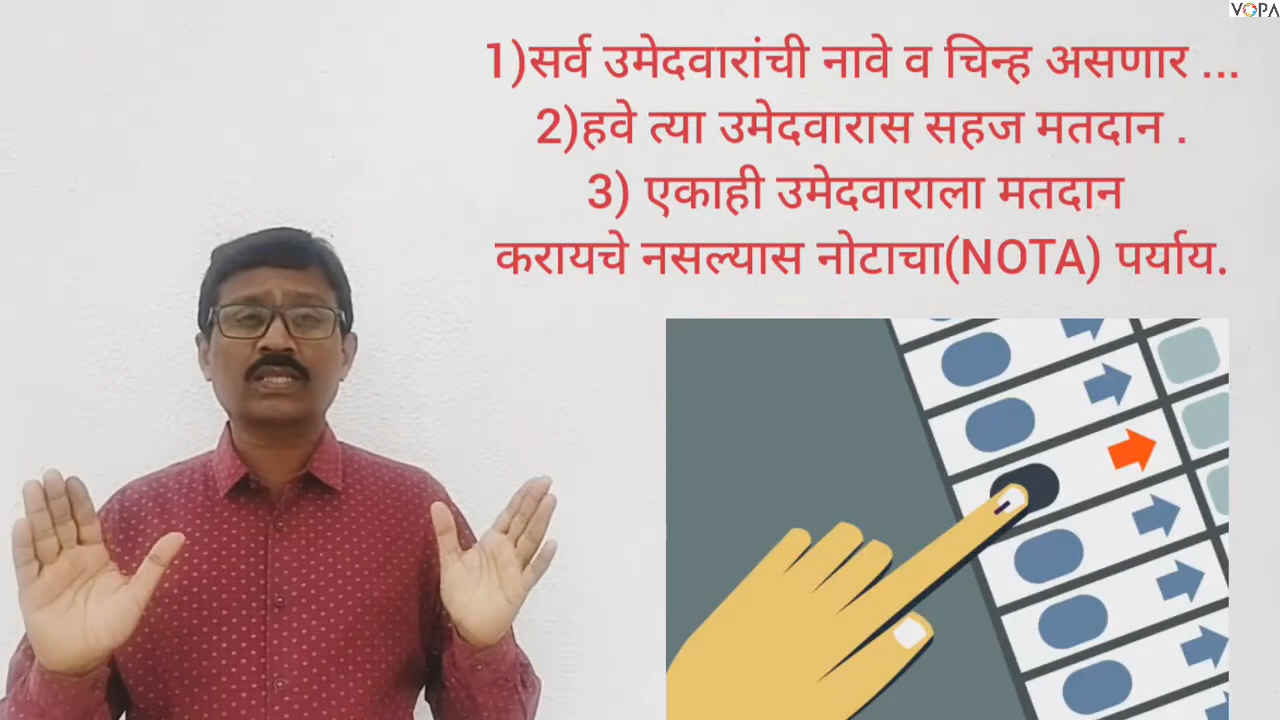 VOPA
1)सर्व उमेदवारांची नावे व चिन्ह असणार ...
2)हवे त्या उमेदवारास सहज मतदान .
3) एकाही उमेदवाराला मतदान
करायचे नसल्यास नोटाचा(NOTA) पर्याय.